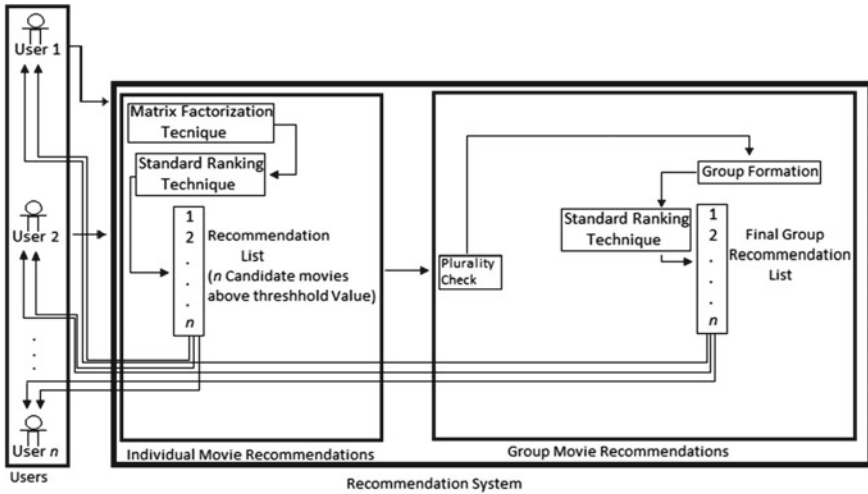 User 1
User 2
.
.
.
User n
Users
Matrix Factorization
Tecnique
Standard Ranking
Technique
1
2
.
.
.
n
Recommendation
List
(n Candidate movies
above threshhold Value)
Individual Movie Recommendations
Plurality
Check
Group Formation
Standard Ranking
Technique
1
2
.
.
.
n
Final Group
Recommendation
List
Group Movie Recommendations
Recommendation System